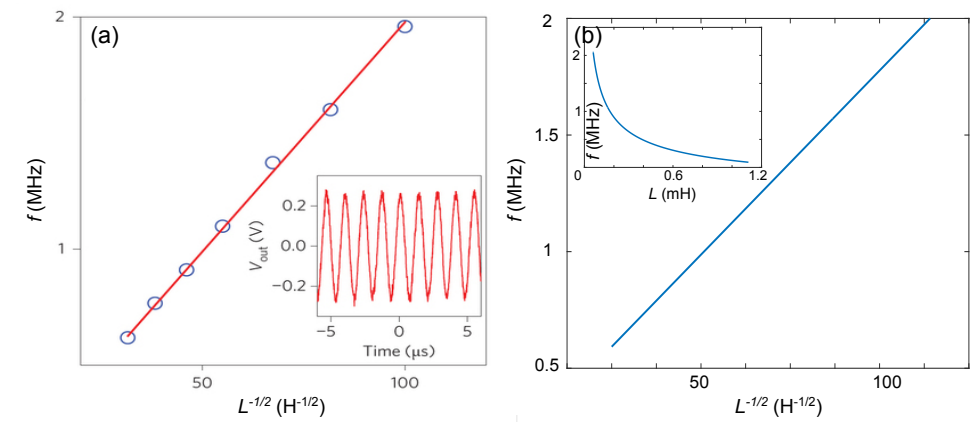 (a)
2
1
f (MHz)
50
100
L⁻¹/² (H⁻¹/²)
0.2
0.0
−0.2
V_out (V)
−5
0
5
Time (μs)
(b)
2
1.5
1
0.5
f (MHz)
50
100
L⁻¹/² (H⁻¹/²)
2
1
f (MHz)
0
0.6
1.2
L (mH)